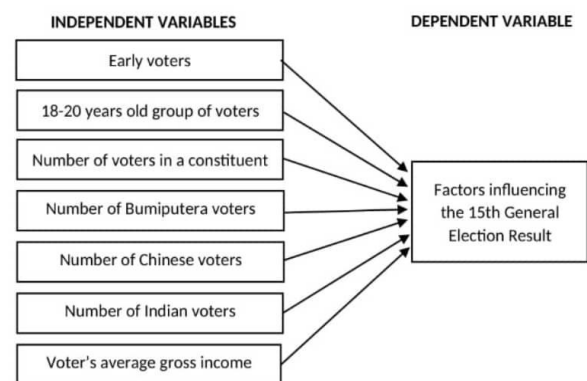 INDEPENDENT VARIABLES
DEPENDENT VARIABLE
Early voters
18-20 years old group of voters
Number of voters in a constituent
Number of Bumiputera voters
Number of Chinese voters
Number of Indian voters
Voter's average gross income
Factors influencing
the 15th General
Election Result